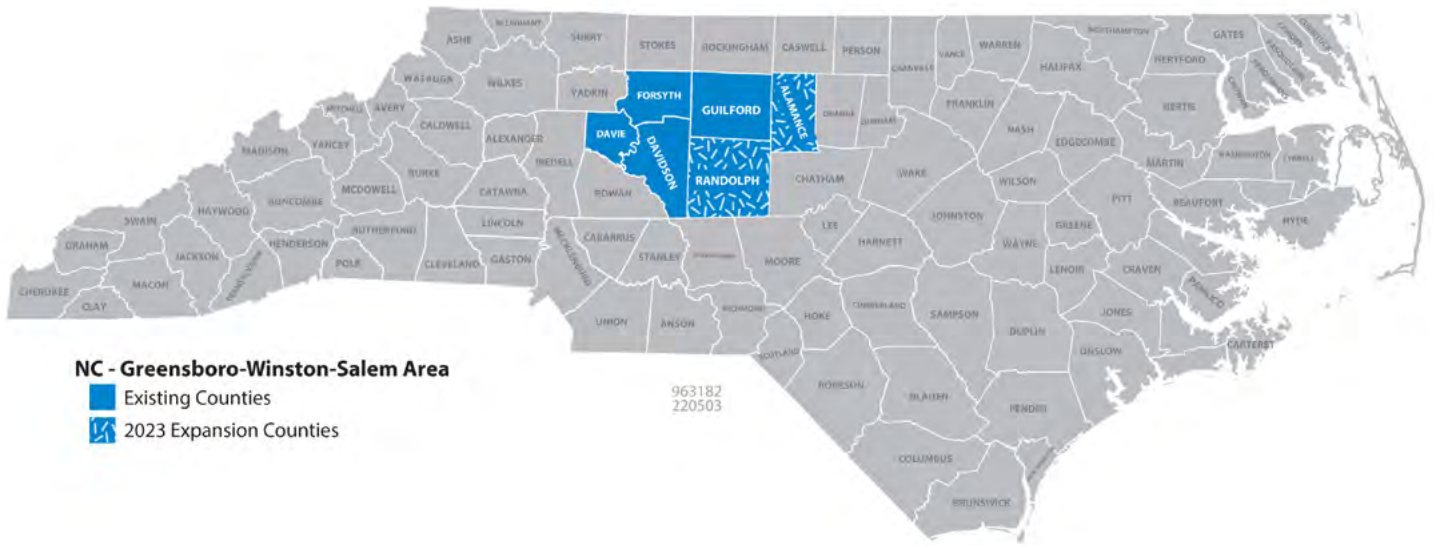 ASHE
SURRY
STOKES
ROCKINGHAM
CASWELL
PERSON
GRANVILLE
VANCE
WARREN
NORTHAMPTON
GATES
HERTFORD
HALIFAX
WATAUGA
WILKES
YADKIN
FORSYTH
GUILFORD
ALAMANCE
ORANGE
DURHAM
FRANKLIN
NASH
EDGECOMBE
BERTIE
MITCHELL
AVERY
CALDWELL
ALEXANDER
DAVIE
DAVIDSON
IREDELL
RANDOLPH
CHATHAM
WAKE
WILSON
MARTIN
WASHINGTON
TYRRELL
MADISON
YANCEY
BURKE
MCDOWELL
CATAWBA
ROWAN
JOHNSTON
PITT
BEAUFORT
HYDE
SWAIN
HAYWOOD
BUNCOMBE
RUTHERFORD
LINCOLN
LEE
HARNETT
WAYNE
GREENE
GRAHAM
JACKSON
HENDERSON
POLK
CLEVELAND
GASTON
MECKLENBURG
CABARRUS
STANLEY
MOORE
LENOIR
CRAVEN
PAMLICO
CHEROKEE
CLAY
MACON
UNION
ANSON
RICHMOND
HOKE
CUMBERLAND
SAMPSON
DUPLIN
JONES
CARTERET
ONSLOW
SCOTLAND
ROBESON
BLADEN
PENDER
COLUMBUS
BRUNSWICK
NC - Greensboro-Winston-Salem Area
Existing Counties
2023 Expansion Counties
963182
220503